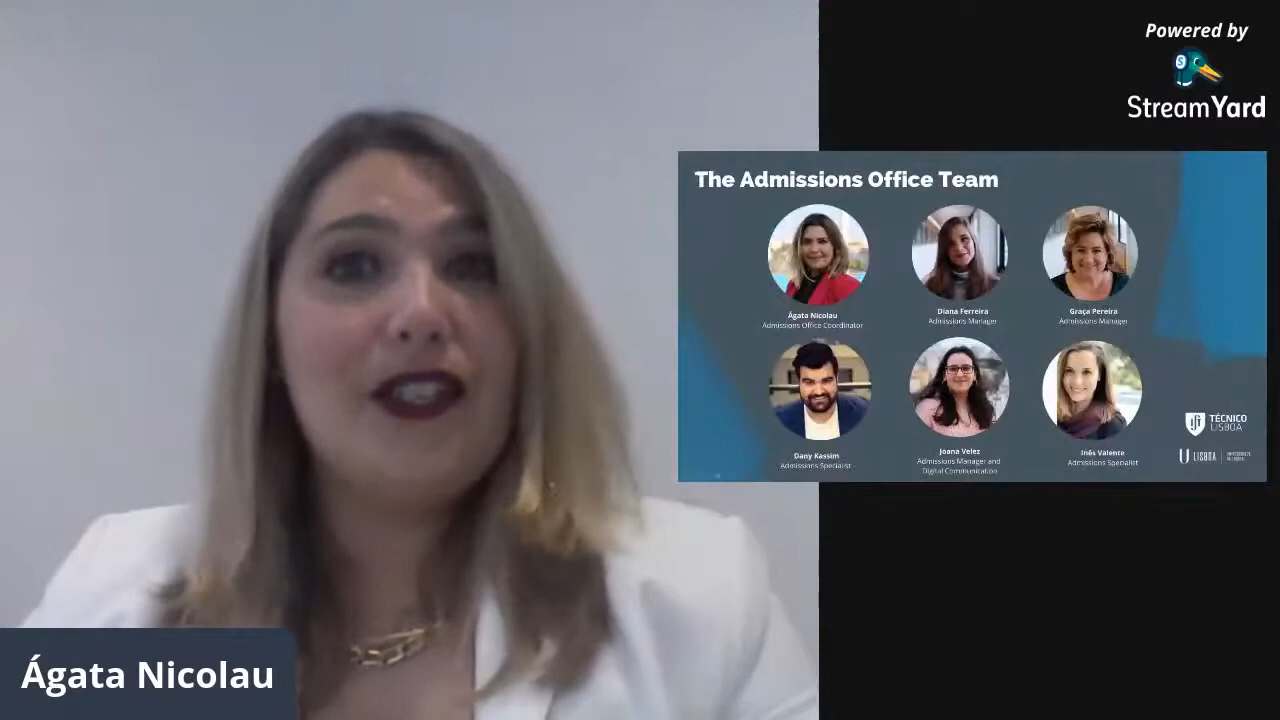 Powered by
StreamYard
The Admissions Office Team
Ágata Nicolau
Admissions Office Coordinator
Diana Ferreira
Admissions Manager
Graça Pereira
Admissions Manager
Dany Kassim
Admissions Specialist
Joana Velez
Admissions Manager and
Digital Communication
Inês Valente
Admissions Specialist
TÉCNICO
LISBOA
LISBOA
Ágata Nicolau